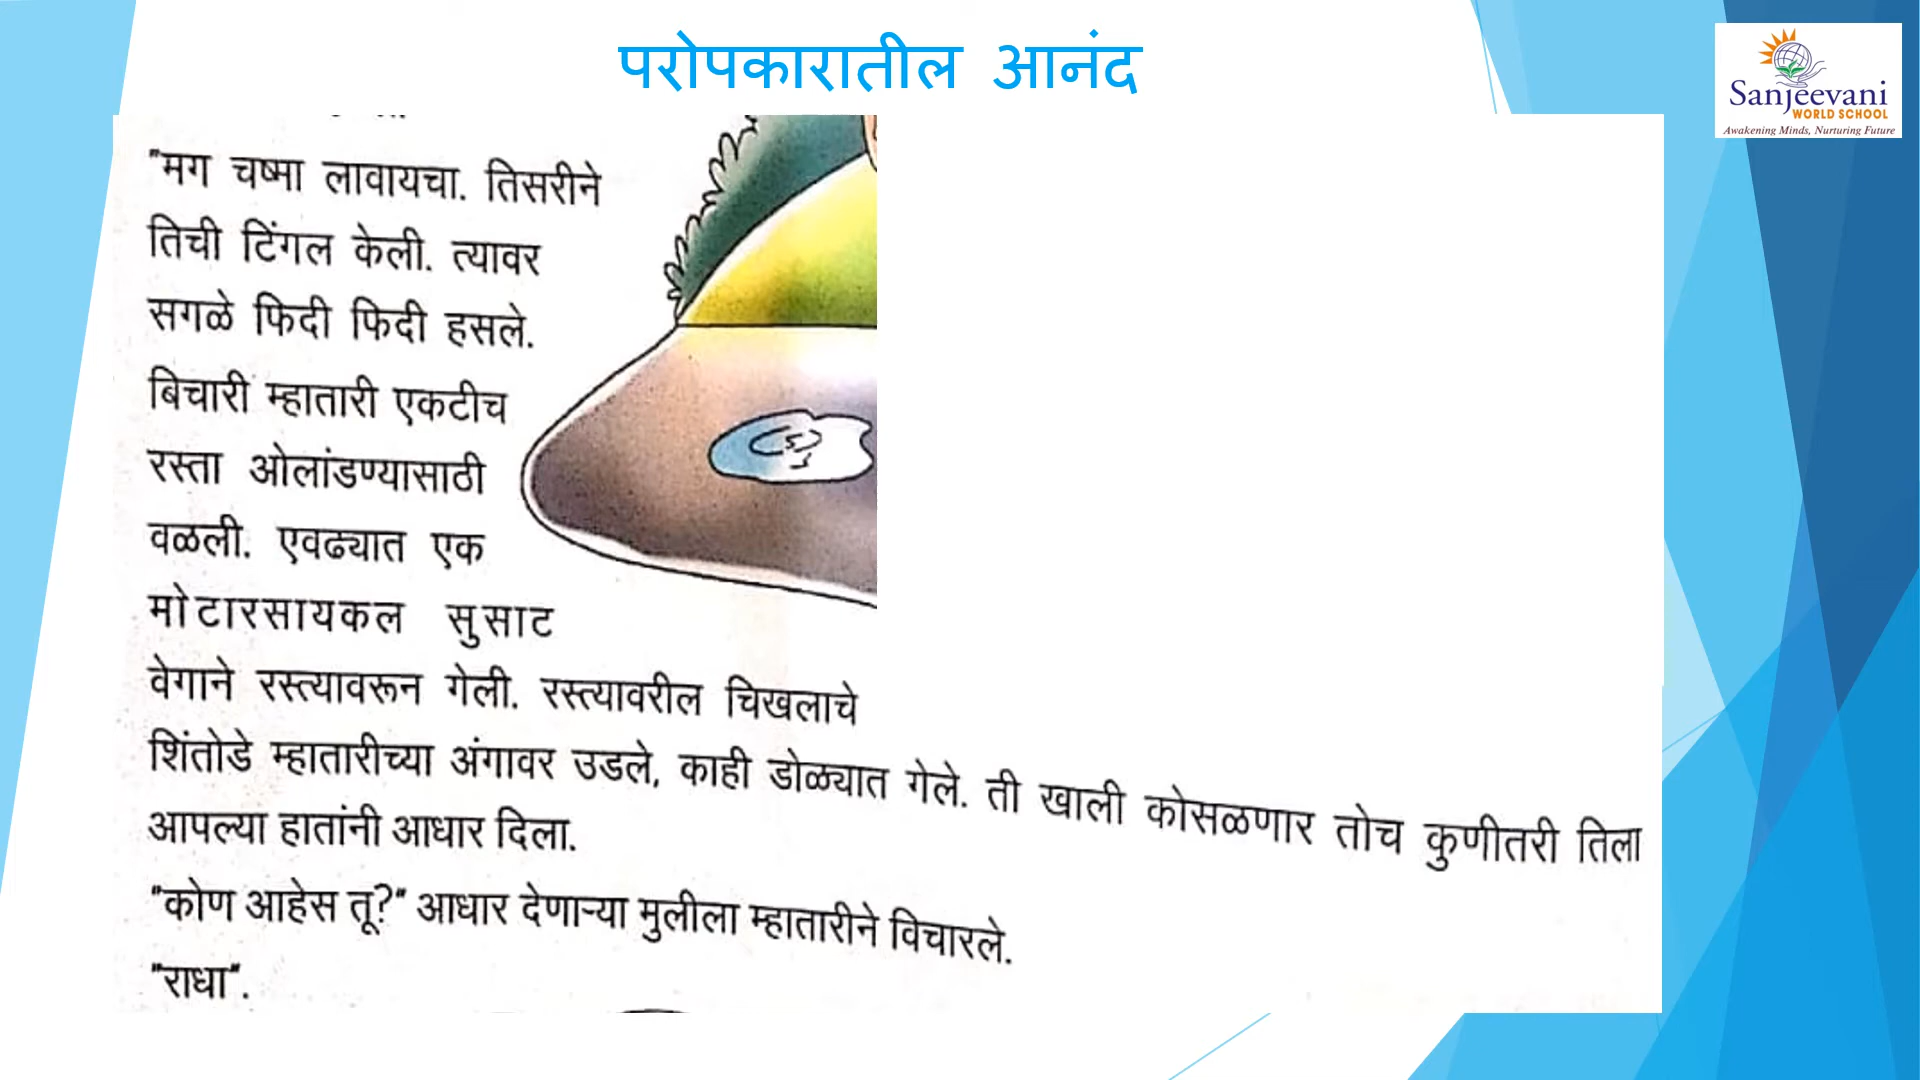 परोपकारातील आनंद
Sanjeevani
WORLD SCHOOL
Awakening Minds, Nurturing Future
"मग चष्मा लावायचा. तिसरीने
तिची टिंगल केली. त्यावर
सगळे फिदी फिदी हसले.
बिचारी म्हातारी एकटीच
रस्ता ओलांडण्यासाठी
वळली. एवढ्यात एक
मोटारसायकल सुसाट
वेगाने रस्त्यावरून गेली. रस्त्यावरील चिखलाचे
शिंतोडे म्हातारीच्या अंगावर उडले, काही डोळ्यात गेले. ती खाली कोसळणार तोच कुणीतरी तिला
आपल्या हातांनी आधार दिला.
"कोण आहेस तू?" आधार देणाऱ्या मुलीला म्हातारीने विचारले.
"राधा".